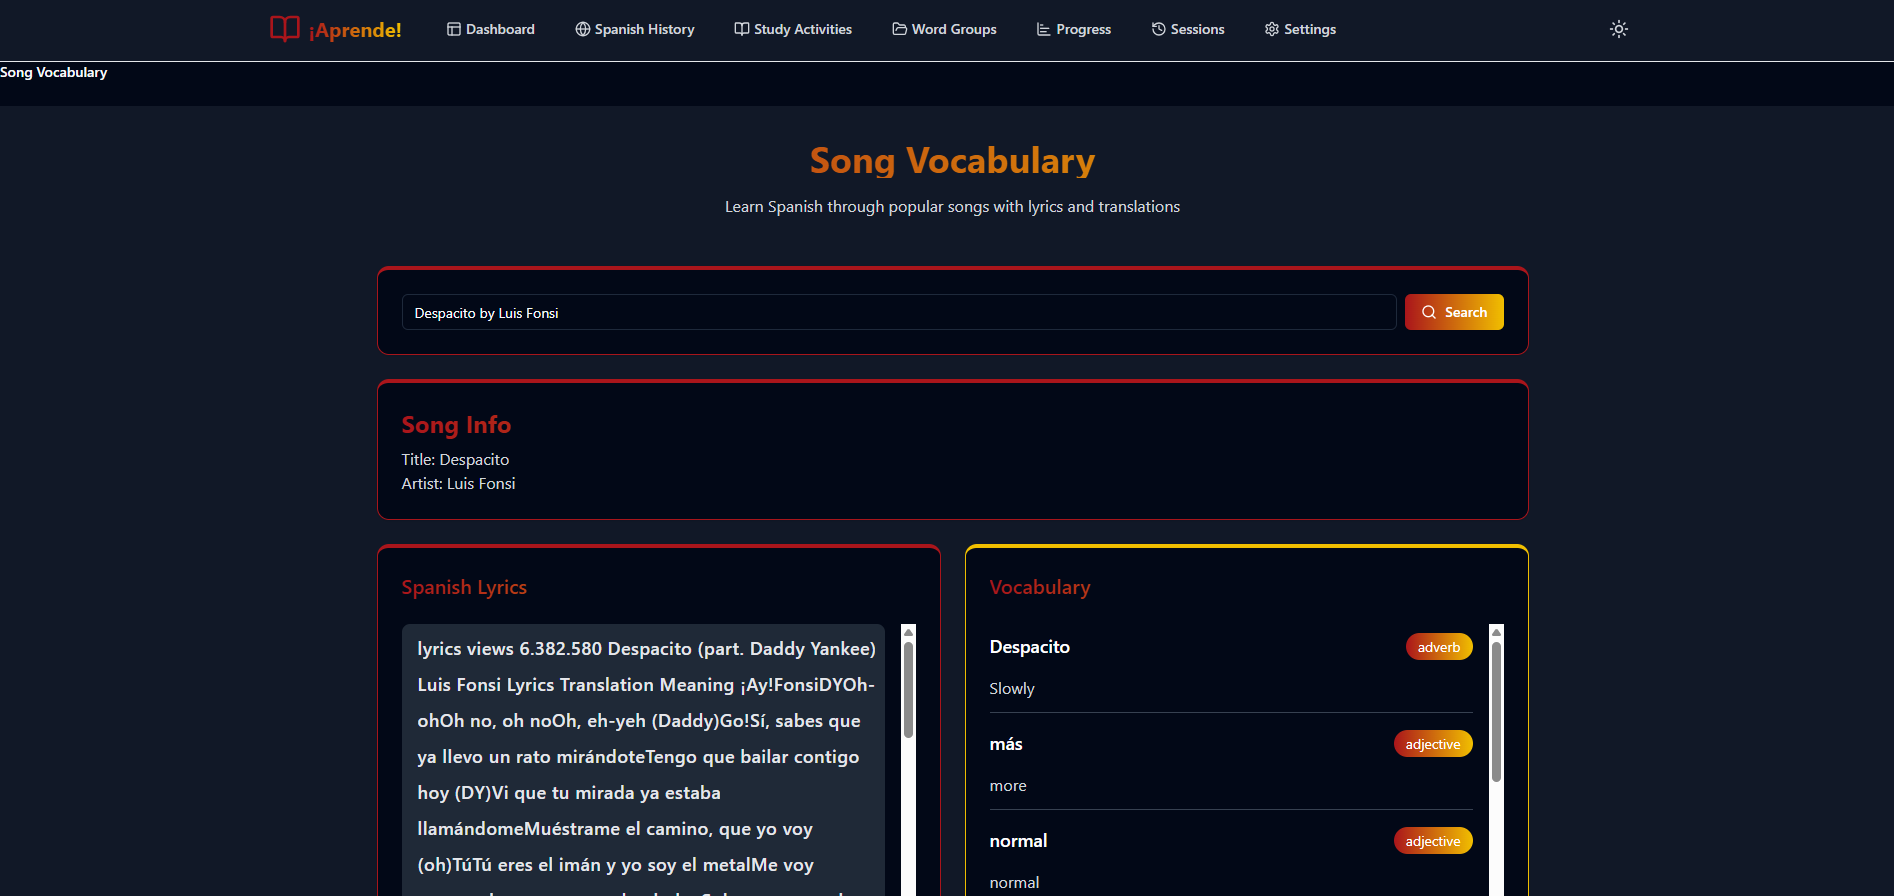 ¡Aprende!
Dashboard
Spanish History
Study Activities
Word Groups
Progress
Sessions
Settings
Song Vocabulary
Song Vocabulary
Learn Spanish through popular songs with lyrics and translations
Despacito by Luis Fonsi
Search
Song Info
Title: Despacito
Artist: Luis Fonsi
Spanish Lyrics
lyrics views 6.382.580 Despacito (part. Daddy Yankee)
Luis Fonsi Lyrics Translation Meaning ¡Ay!FonsiDYOh-
ohOh no, oh noOh, eh-yeh (Daddy)Go!Sí, sabes que
ya llevo un rato mirándoteTengo que bailar contigo
hoy (DY)Vi que tu mirada ya estaba
llamándomeMuéstrame el camino, que yo voy
(oh)TúTú eres el imán y yo soy el metalMe voy
Vocabulary
Despacito
adverb
Slowly
más
adjective
more
normal
adjective
normal